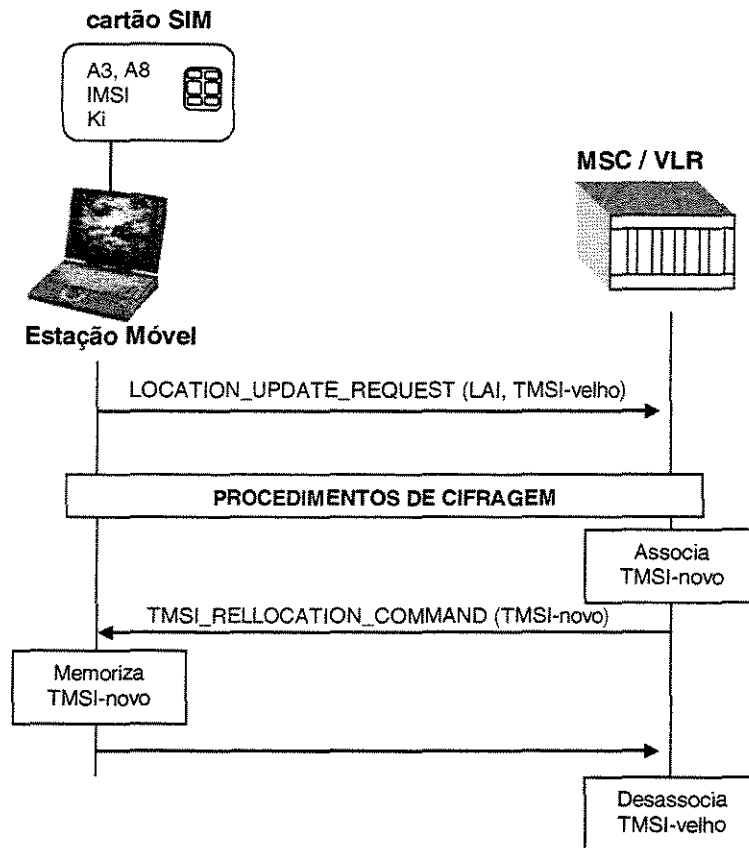 cartão SIM
A3, A8
IMSI
Ki
MSC / VLR
Estação Móvel
LOCATION_UPDATE_REQUEST (LAI, TMSI-velho)
PROCEDIMENTOS DE CIFRAGEM
Associa
TMSI-novo
TMSI_RELLOCATION_COMMAND (TMSI-novo)
Memoriza
TMSI-novo
Desassocia
TMSI-velho